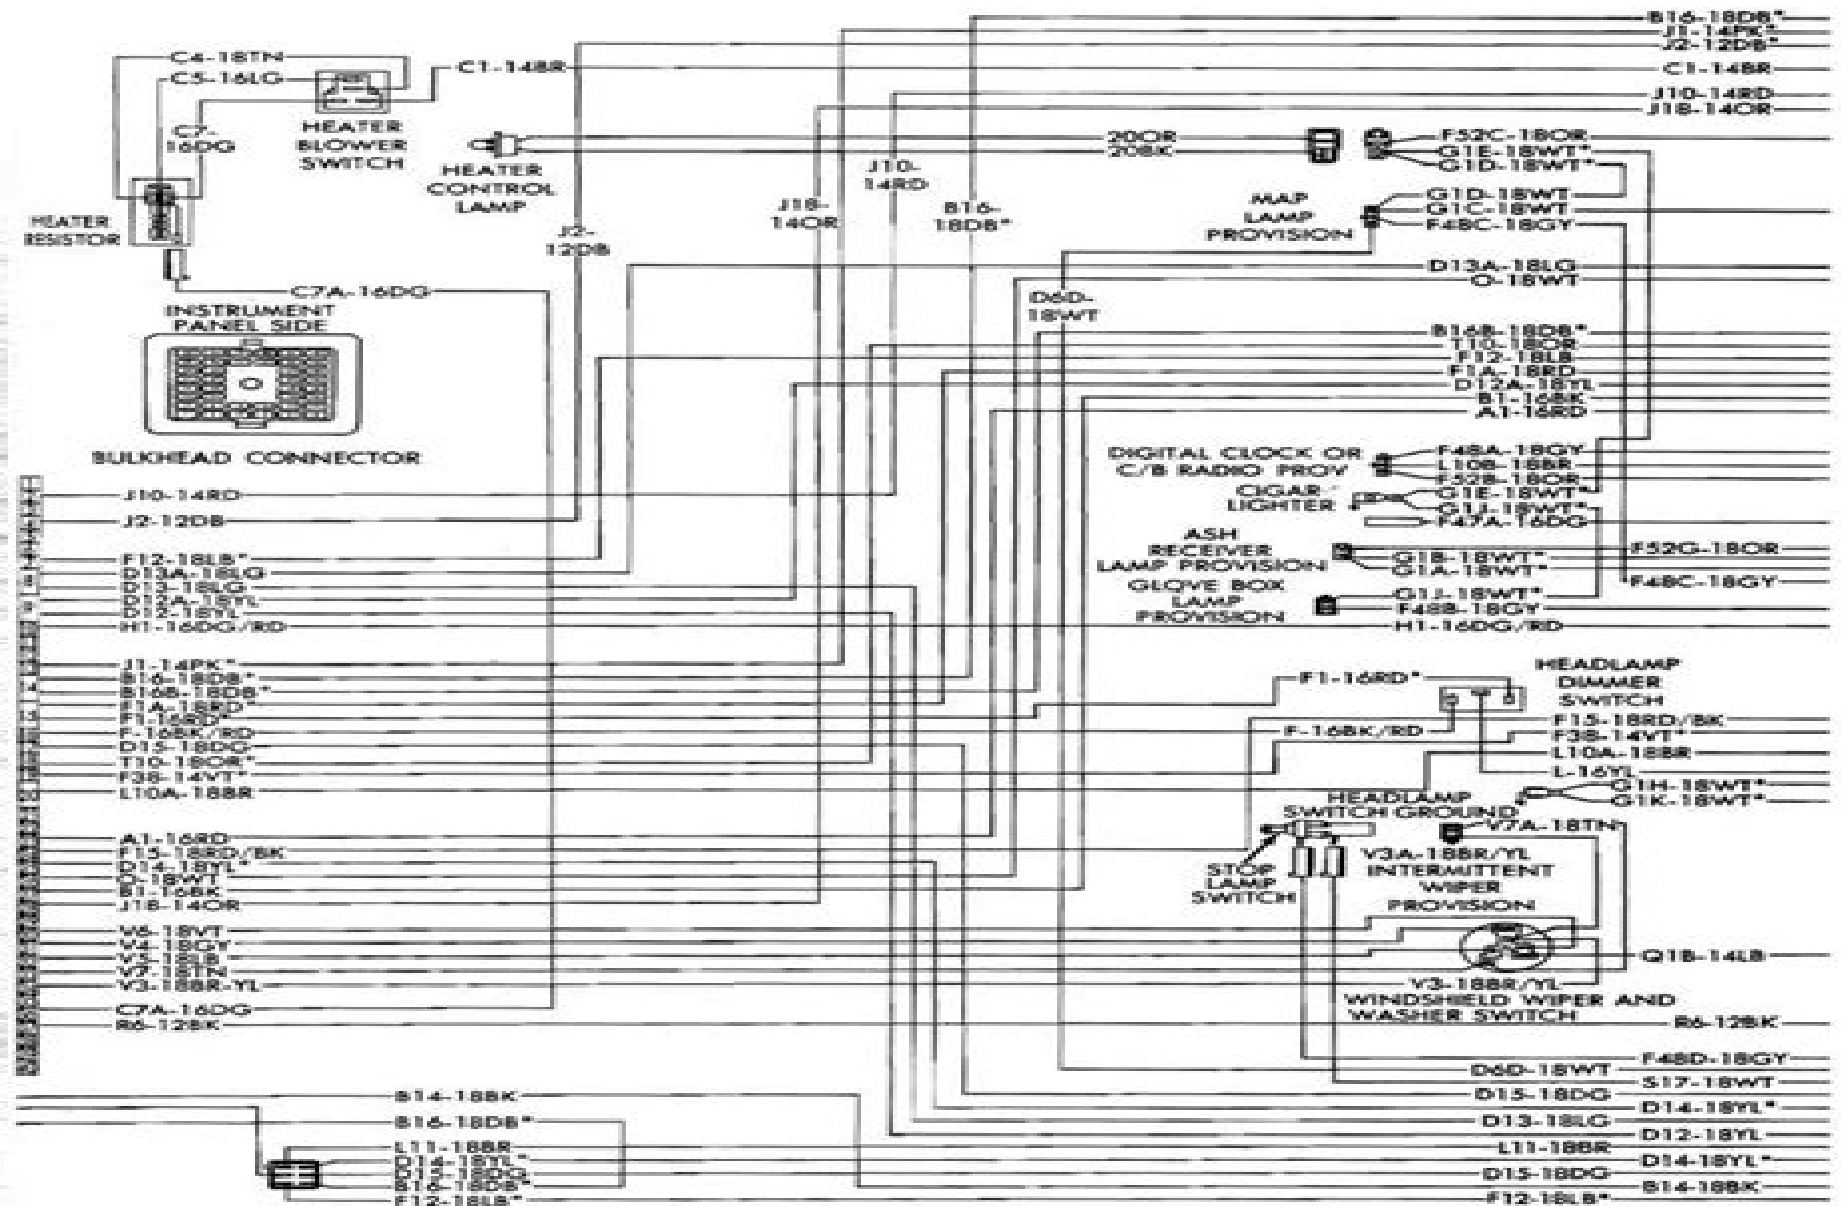 B16-18DB*
J1-14PK*
J2-12DB*
C4-18TN
C1-14BR
C1-14BR
C5-16LG
J10-14RD
J18-14OR
C7-
16DG
HEATER
BLOWER
SWITCH
HEATER
CONTROL
LAMP
20OR
20BK
F52C-18OR
G1E-18WT*
G1D-18WT*
J10-
14RD
J18-
14OR
B16-
18DB*
J2-
12DB
MAP
LAMP
PROVISION
G1D-18WT
G1C-18WT
F48C-18GY
HEATER
RESISTOR
C7A-16DG
D13A-18LG
O-18WT
D6D-
18WT
INSTRUMENT
PANEL SIDE
BULKHEAD CONNECTOR
B16B-18DB*
T10-18OR*
F12-18LB
F1A-18RD
D12A-18YL
B1-16BK
A1-16RD
DIGITAL CLOCK OR
C/B RADIO PROV
F48A-18GY
L10B-18BR
F52B-18OR
CIGAR
LIGHTER
G1E-18WT*
G1J-18WT*
F47A-16DG
ASH
RECEIVER
LAMP PROVISION
F52G-18OR
G1B-18WT*
G1A-18WT*
F48C-18GY
GLOVE BOX
LAMP
PROVISION
G1J-18WT*
F48B-18GY
H1-16DG/RD
J10-14RD
J2-12DB
F12-18LB*
D13A-18LG
D13-18LG
D12A-18YL
D12-18YL
H1-16DG/RD
J1-14PK*
B16-18DB*
B16B-18DB*
F1A-18RD*
F1-16RD*
F-16BK/RD
D15-18DG
T10-18OR*
F38-14VT*
L10A-18BR
HEADLAMP
DIMMER
SWITCH
F1-16RD*
F-16BK/RD
F15-18RD/BK
F38-14VT*
L10A-18BR
L-16YL
G1H-18WT*
G1K-18WT*
HEADLAMP
SWITCH GROUND
A1-16RD
F15-18RD/BK
D14-18YL*
O-18WT
B1-16BK
J18-14OR
STOP
LAMP
SWITCH
V7A-18TN
V3A-18BR/YL
INTERMITTENT
WIPER
PROVISION
V6-18VT
V4-18GY
V5-18LB
V7-18TN
V3-18BR-YL
C7A-16DG
R6-12BK
Q1B-14LB
V3-18BR/YL
WINDSHIELD WIPER AND
WASHER SWITCH
R6-12BK
F48D-18GY
D6D-18WT
S17-18WT
D15-18DG
D14-18YL*
D13-18LG
D12-18YL
L11-18BR
D14-18YL*
D15-18DG
B14-18BK
F12-18LB*
B14-18BK
B16-18DB*
L11-18BR
D14-18YL*
D15-18DG
B16-18DB*
F12-18LB*